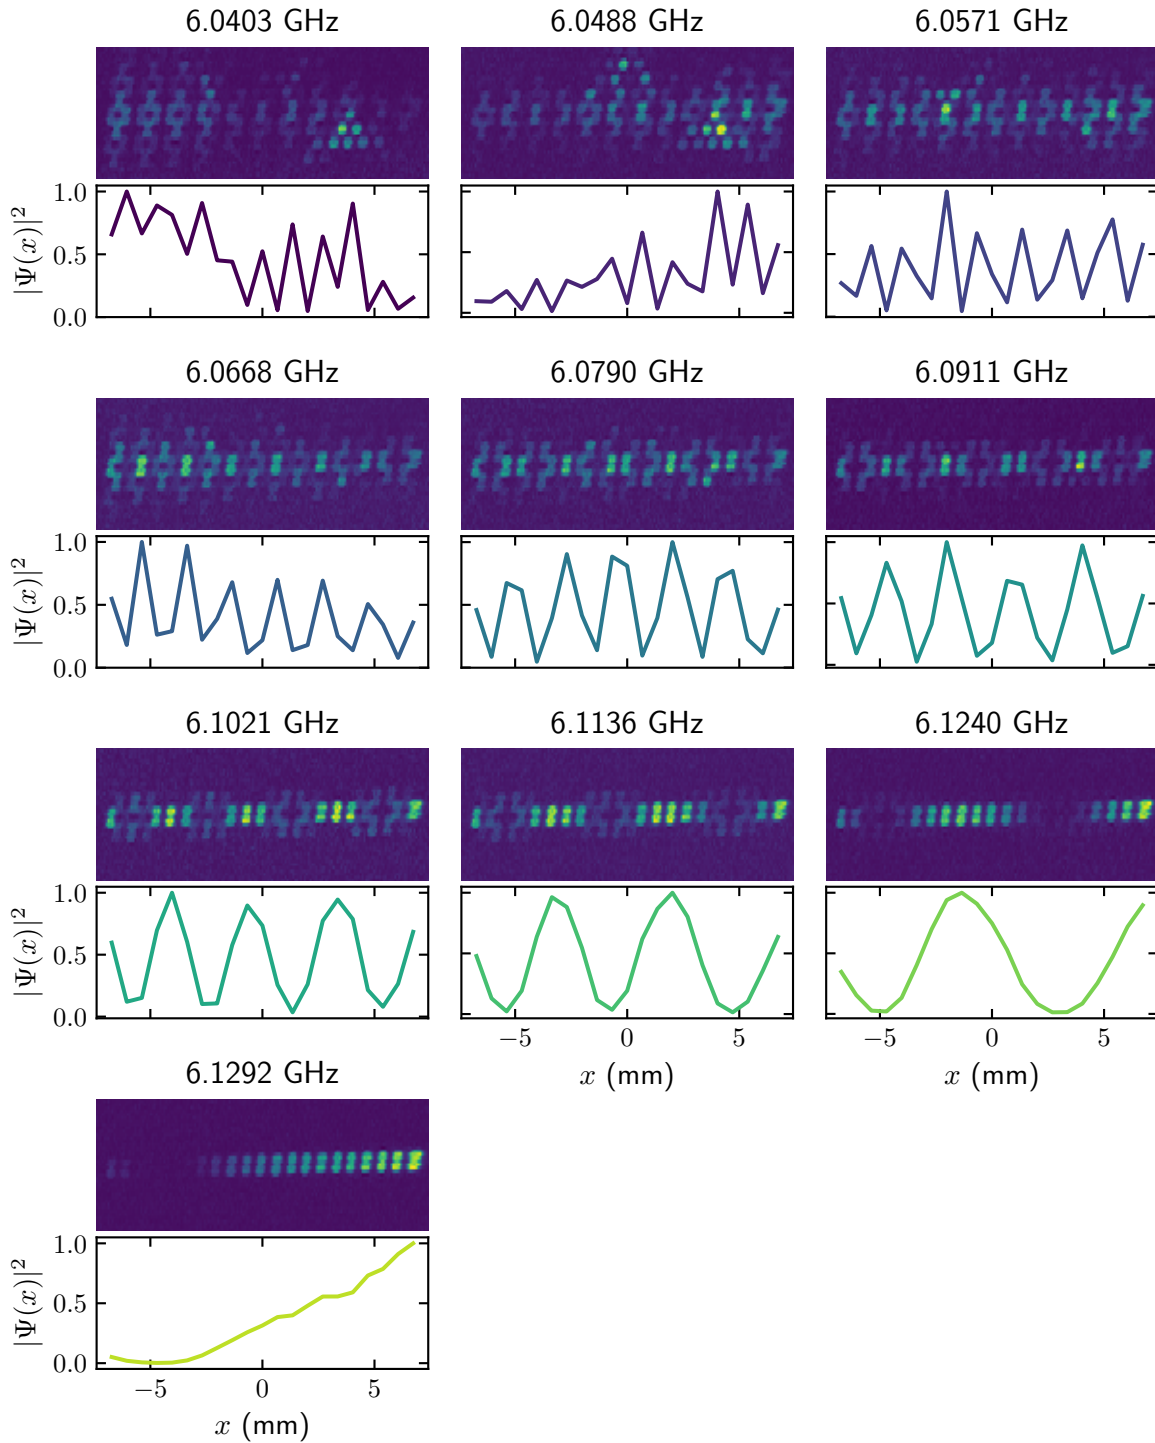 6.0403 GHz
6.0488 GHz
6.0571 GHz
1.0
0.5
0.0
|Ψ(x)|²
6.0668 GHz
6.0790 GHz
6.0911 GHz
1.0
0.5
0.0
|Ψ(x)|²
6.1021 GHz
6.1136 GHz
6.1240 GHz
1.0
0.5
0.0
|Ψ(x)|²
−5 0 5
x (mm)
−5 0 5
x (mm)
6.1292 GHz
1.0
0.5
0.0
|Ψ(x)|²
−5 0 5
x (mm)